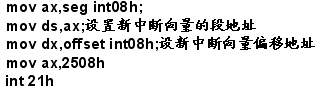 mov ax,seg int08h;
mov ds,ax;设置新中断向量的段地址
mov dx,offset int08h;设新中断向量偏移地址
mov ax,2508h
int 21h